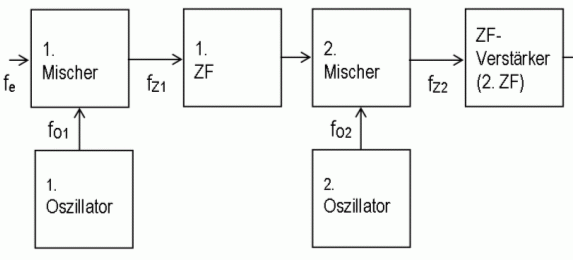 1.
Mischer
1.
ZF
2.
Mischer
ZF-
Verstärker
(2. ZF)
fe
fZ1
fZ2
fO1
fO2
1.
Oszillator
2.
Oszillator